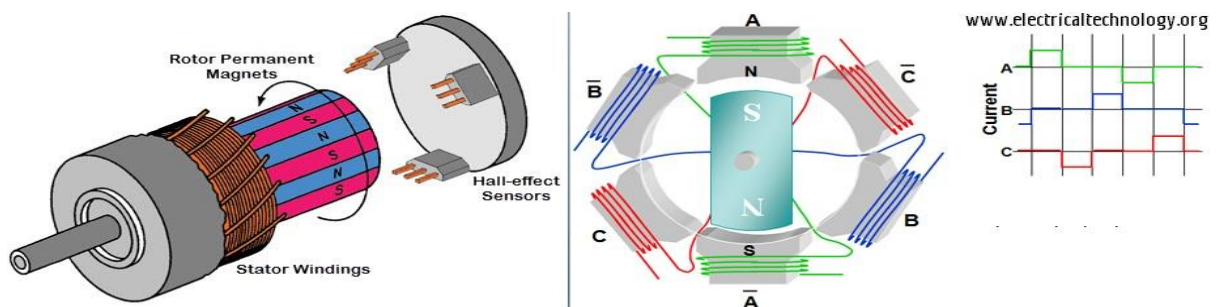 Rotor Permanent
Magnets
N
S
N
S
N
S
Hall-effect
Sensors
Stator Windings
A
N
B̅
C̅
S
N
C
B
S
A̅
www.electricaltechnology.org
Current
A
B
C